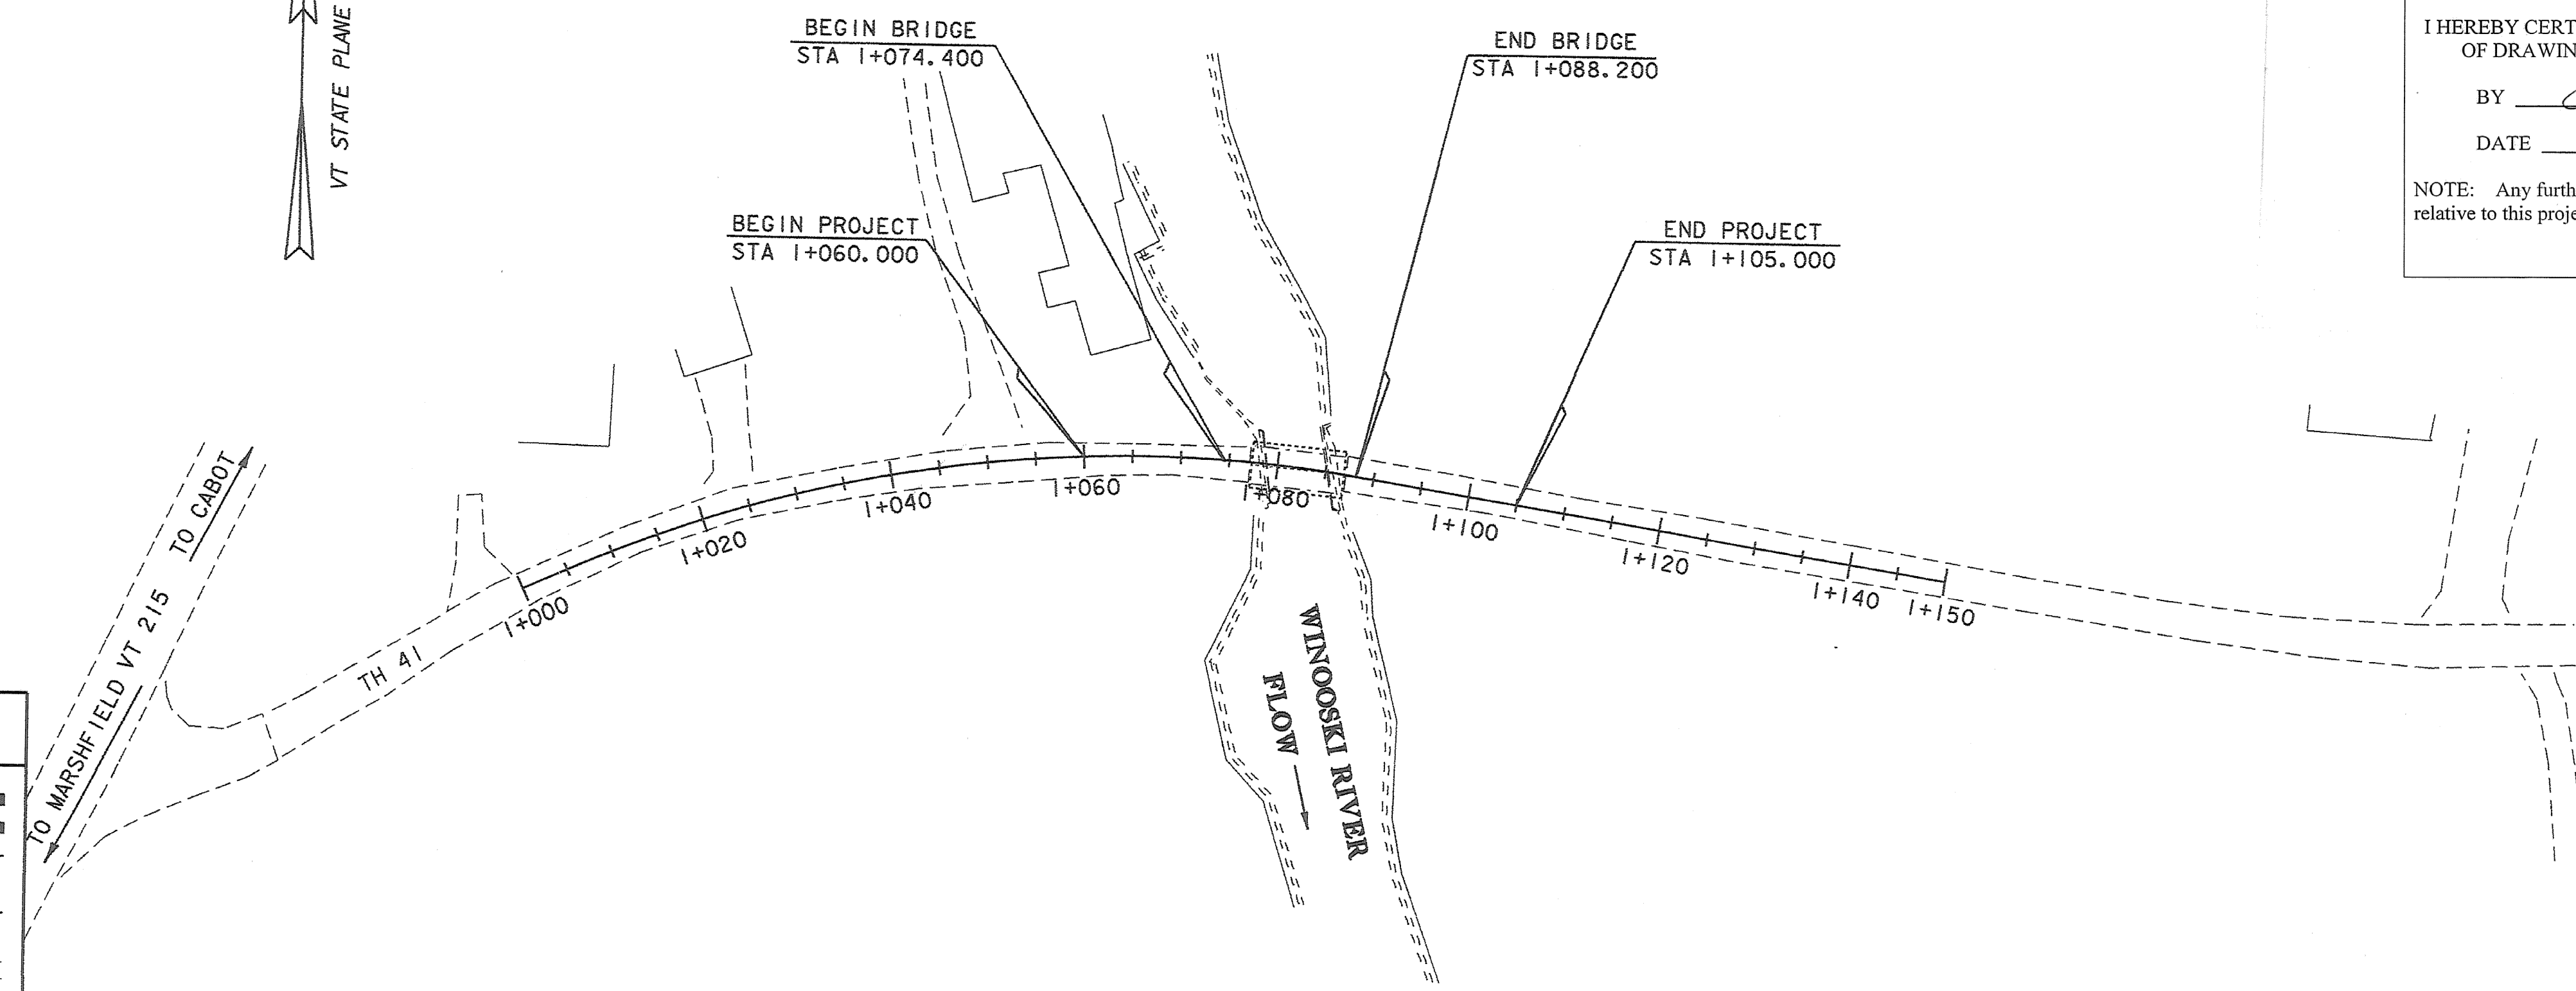 VT STATE PLANE
BEGIN BRIDGE
STA 1+074.400
END BRIDGE
STA 1+088.200
BEGIN PROJECT
STA 1+060.000
END PROJECT
STA 1+105.000
I HEREBY CERT
OF DRAWIN
BY
DATE
NOTE: Any furth
relative to this proje
TO CABOT
TO MARSHFIELD VT 215
TH 41
1+000
1+020
1+040
1+060
1+080
1+100
1+120
1+140
1+150
WINOOSKI RIVER
FLOW